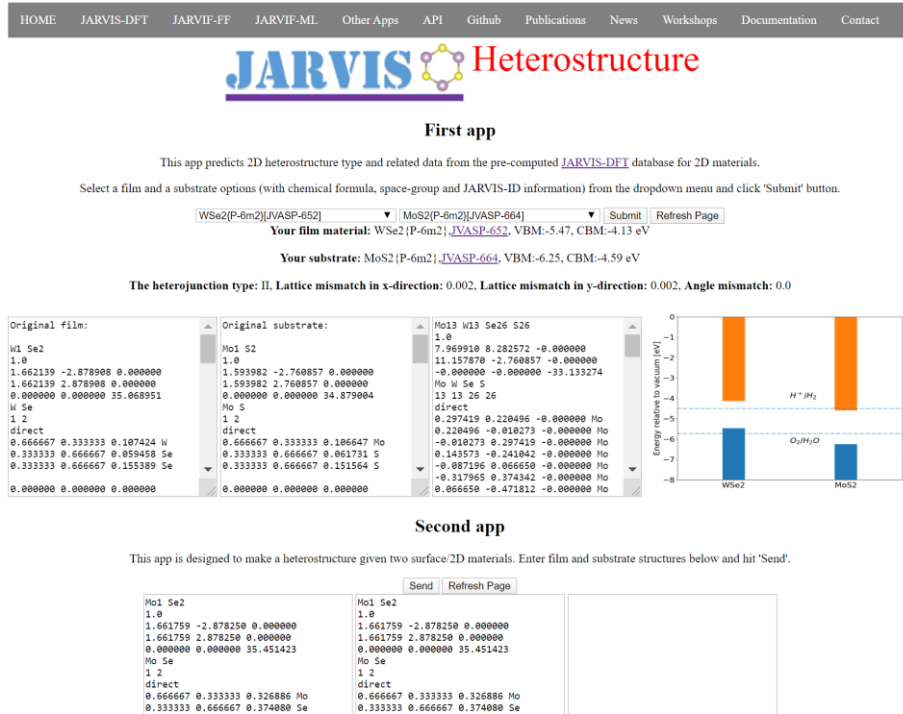 HOME JARVIS-DFT JARVIF-FF JARVIF-ML Other Apps API Github Publications News Workshops Documentation Contact
JARVIS Heterostructure
First app
This app predicts 2D heterostructure type and related data from the pre-computed JARVIS-DFT database for 2D materials.
Select a film and a substrate options (with chemical formula, space-group and JARVIS-ID information) from the dropdown menu and click 'Submit' button.
WSe2{P-6m2}[JVASP-652] MoS2{P-6m2}[JVASP-664] Submit Refresh Page
Your film material: WSe2{P-6m2},JVASP-652, VBM:-5.47, CBM:-4.13 eV
Your substrate: MoS2{P-6m2},JVASP-664, VBM:-6.25, CBM:-4.59 eV
The heterojunction type: II, Lattice mismatch in x-direction: 0.002, Lattice mismatch in y-direction: 0.002, Angle mismatch: 0.0
Original film:
W1 Se2
1.0
1.662139 -2.878908 0.000000
1.662139 2.878908 0.000000
0.000000 0.000000 35.068951
W Se
1 2
direct
0.666667 0.333333 0.107424 W
0.333333 0.666667 0.059458 Se
0.333333 0.666667 0.155389 Se
0.000000 0.000000 0.000000
Original substrate:
Mo1 S2
1.0
1.593982 -2.760857 0.000000
1.593982 2.760857 0.000000
0.000000 0.000000 34.879004
Mo S
1 2
direct
0.666667 0.333333 0.106647 Mo
0.333333 0.666667 0.061731 S
0.333333 0.666667 0.151564 S
0.000000 0.000000 0.000000
Mo13 W13 Se26 S26
1.0
7.969910 8.282572 -0.000000
11.157870 -2.760857 -0.000000
-0.000000 -0.000000 -33.133274
Mo W Se S
13 13 26 26
direct
0.297419 0.220496 -0.000000 Mo
0.220496 -0.010273 -0.000000 Mo
-0.010273 0.297419 -0.000000 Mo
0.143573 -0.241042 -0.000000 Mo
-0.087196 0.066650 -0.000000 Mo
-0.317965 0.374342 -0.000000 Mo
0.066650 -0.471812 -0.000000 Mo
Energy relative to vacuum [eV]
0
−1
−2
−3
−4
−5
−6
−7
−8
H⁺/H₂
O₂/H₂O
WSe2 MoS2
Second app
This app is designed to make a heterostructure given two surface/2D materials. Enter film and substrate structures below and hit 'Send'.
Send Refresh Page
Mo1 Se2
1.0
1.661759 -2.878250 0.000000
1.661759 2.878250 0.000000
0.000000 0.000000 35.451423
Mo Se
1 2
direct
0.666667 0.333333 0.326886 Mo
0.333333 0.666667 0.374080 Se
Mo1 Se2
1.0
1.661759 -2.878250 0.000000
1.661759 2.878250 0.000000
0.000000 0.000000 35.451423
Mo Se
1 2
direct
0.666667 0.333333 0.326886 Mo
0.333333 0.666667 0.374080 Se